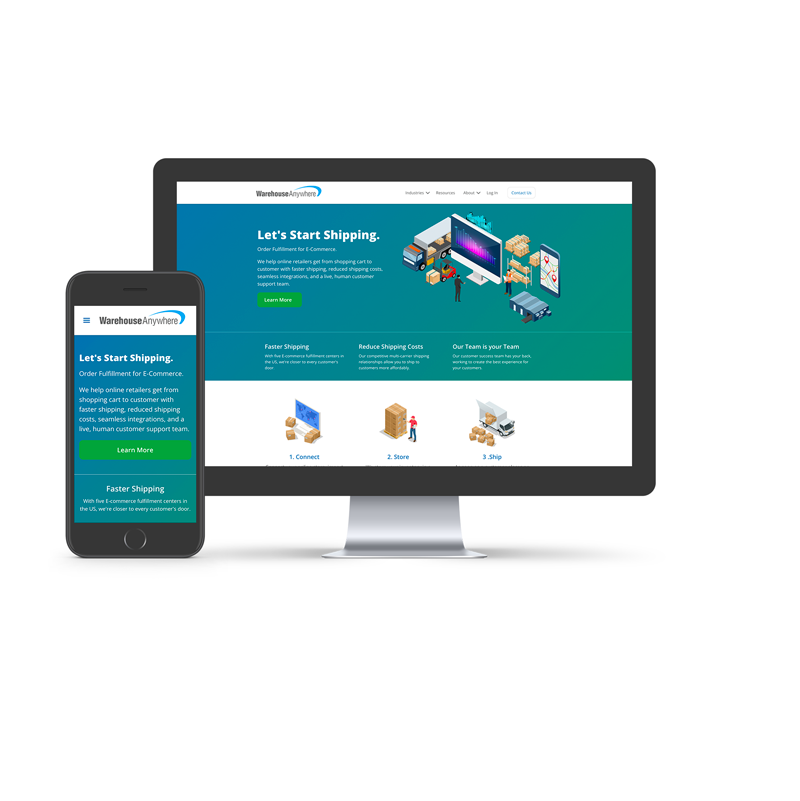 WarehouseAnywhere
Industries
Resources
About
Log In
Contact Us
Let's Start Shipping.
Order Fulfillment for E-Commerce.
We help online retailers get from shopping cart to
customer with faster shipping, reduced shipping costs,
seamless integrations, and a live, human customer
support team.
Learn More
Faster Shipping
With five E-commerce fulfillment centers in
the US, we're closer to every customer's
door.
Reduce Shipping Costs
Our competitive multi-carrier shipping
relationships allow you to ship to
customers more affordably.
Our Team is your Team
Our customer success team has your back,
working to create the best experience for
your customers.
1. Connect
2. Store
3 .Ship
WarehouseAnywhere
Let's Start Shipping.
Order Fulfillment for E-Commerce.
We help online retailers get from
shopping cart to customer with
faster shipping, reduced shipping
costs, seamless integrations, and a
live, human customer support team.
Learn More
Faster Shipping
With five E-commerce fulfillment centers in
the US, we're closer to every customer's door.